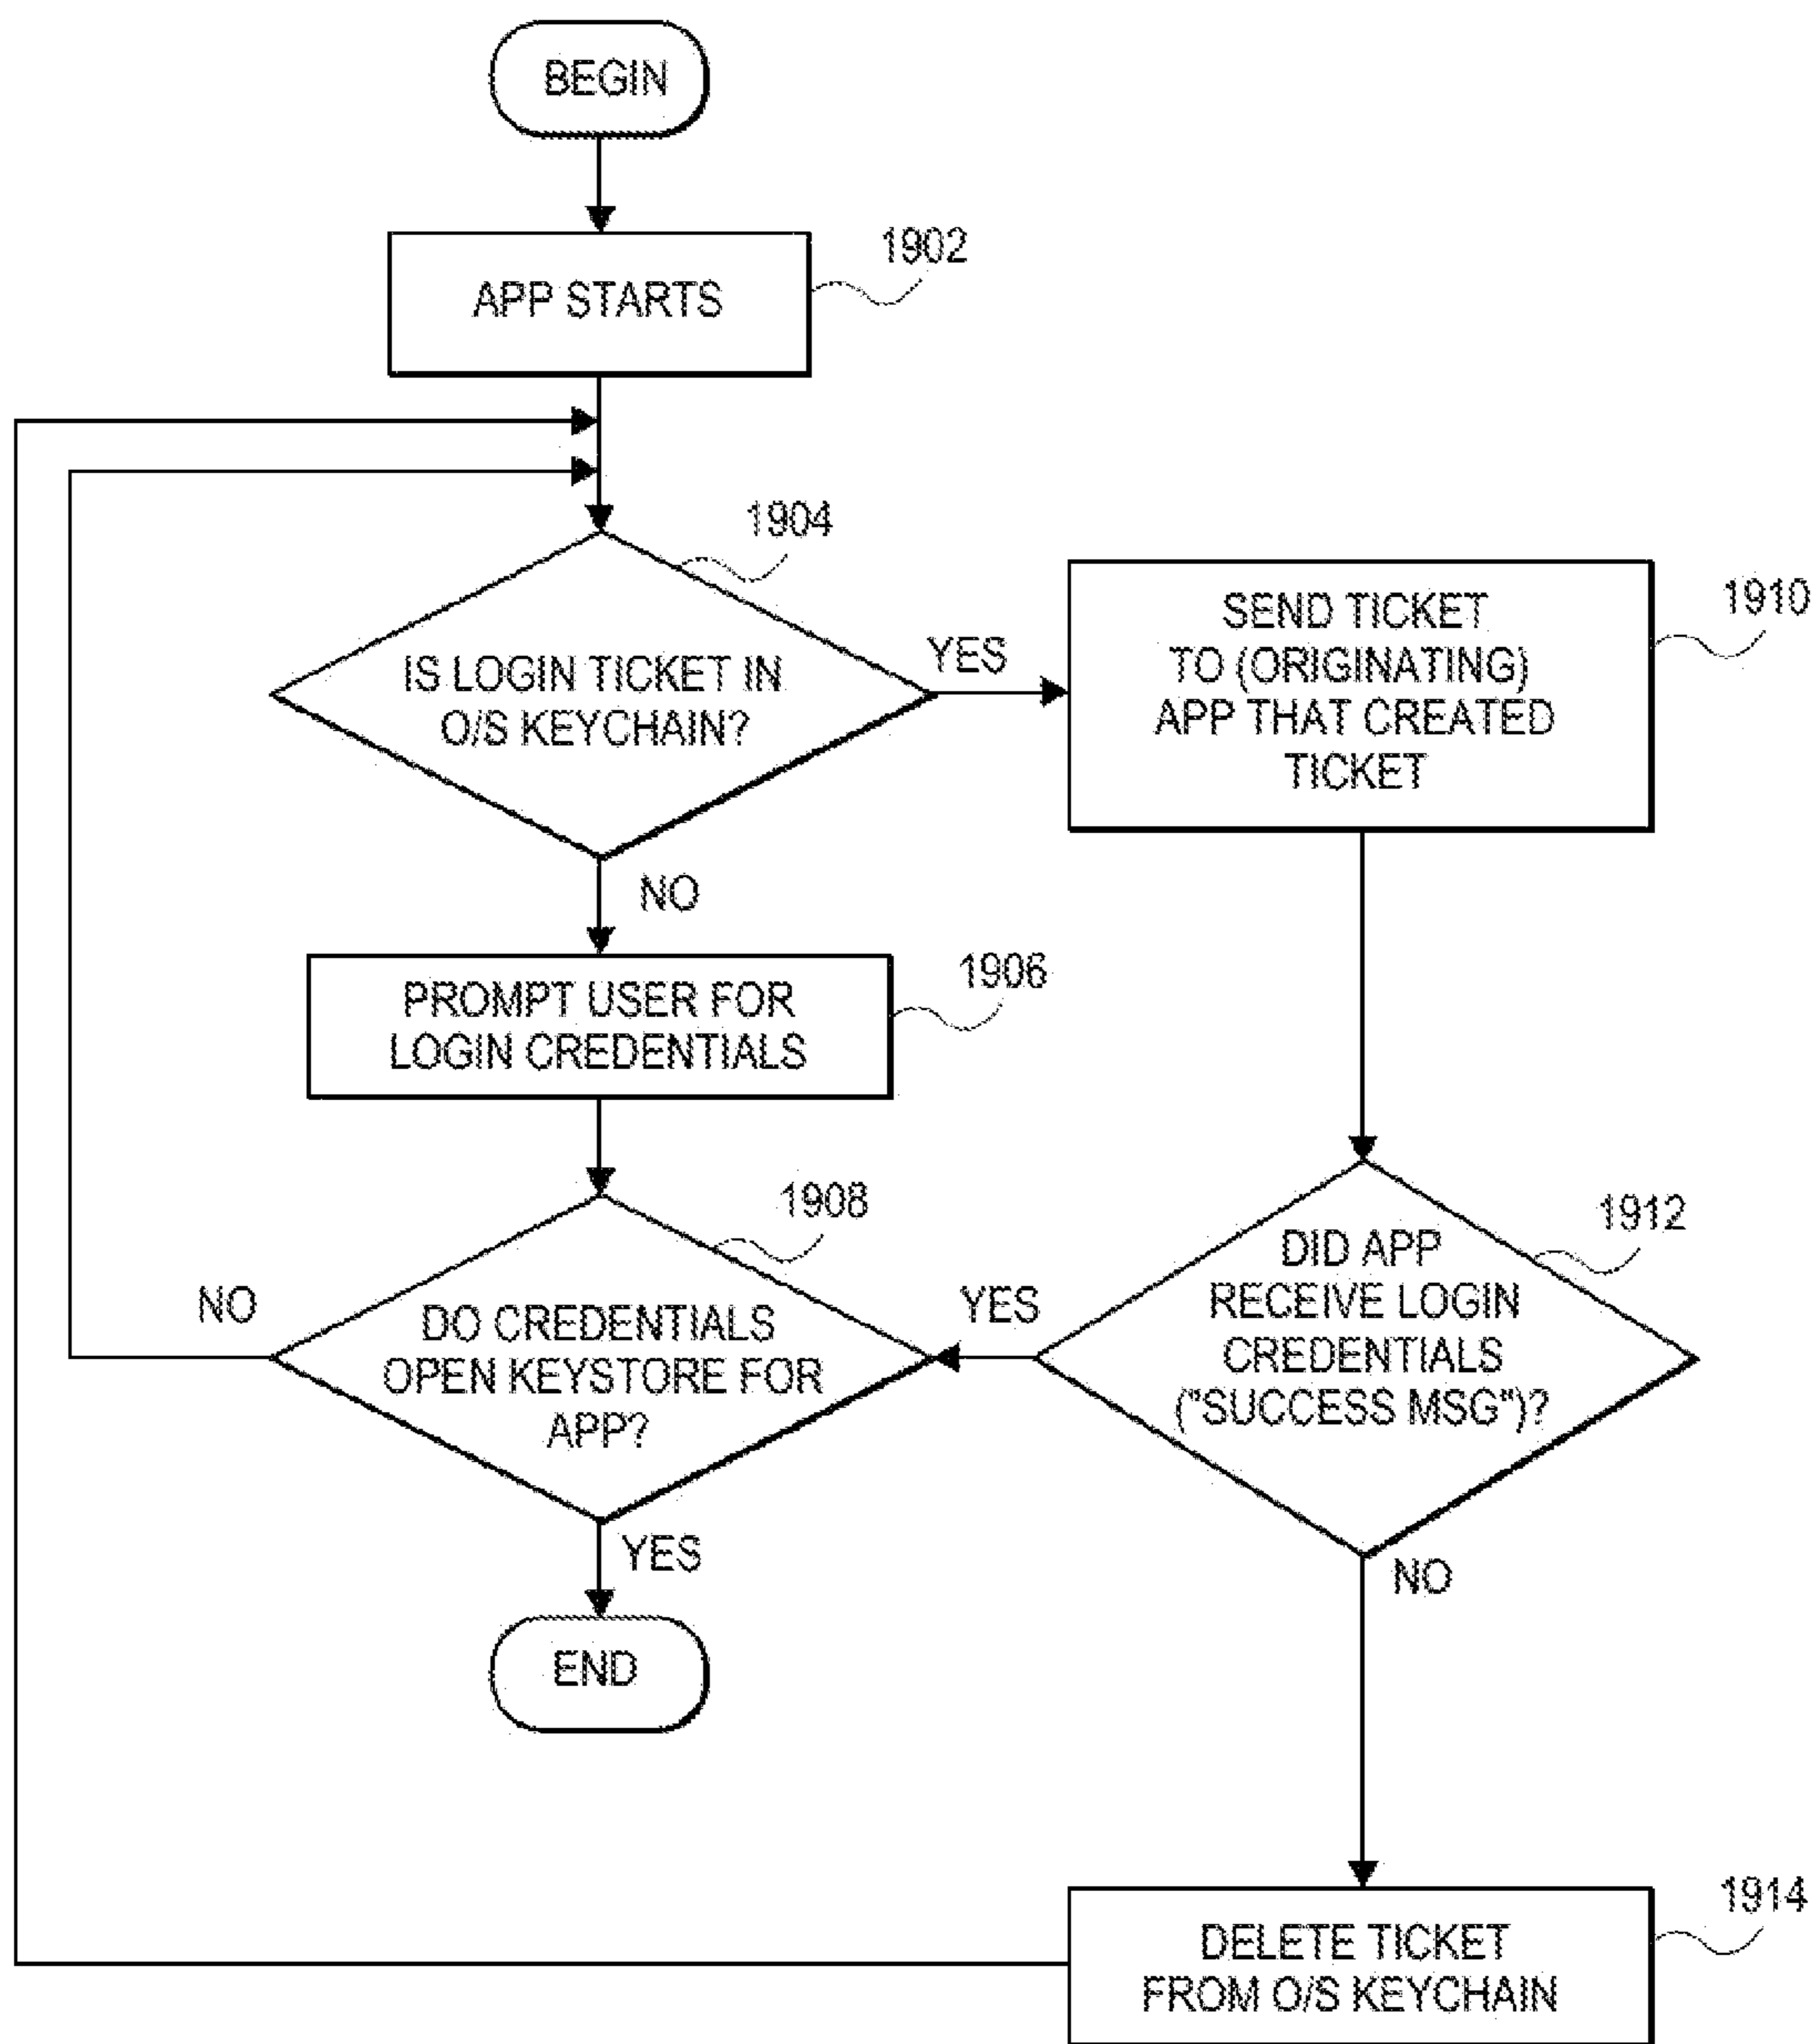 BEGIN
APP STARTS
1902
1904
IS LOGIN TICKET IN
O/S KEYCHAIN?
YES
NO
SEND TICKET
TO (ORIGINATING)
APP THAT CREATED
TICKET
1910
PROMPT USER FOR
LOGIN CREDENTIALS
1906
1908
DO CREDENTIALS
OPEN KEYSTORE FOR
APP?
NO
YES
YES
END
1912
DID APP
RECEIVE LOGIN
CREDENTIALS
("SUCCESS MSG")?
NO
1914
DELETE TICKET
FROM O/S KEYCHAIN